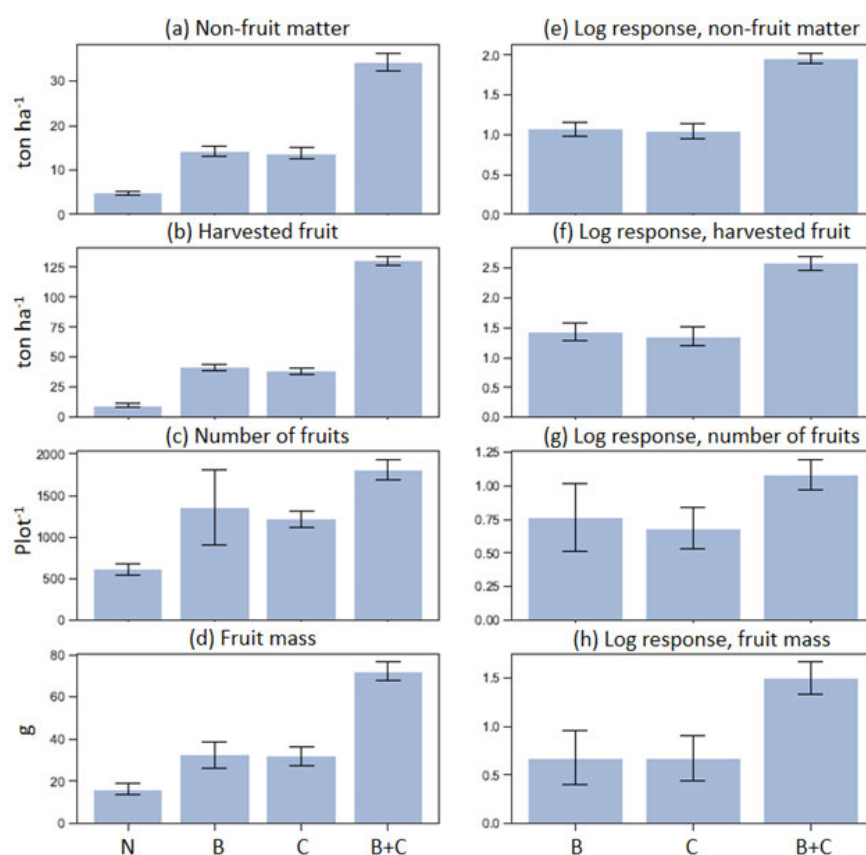 (a) Non-fruit matter
30
20
10
0
ton ha⁻¹
(b) Harvested fruit
125
100
75
50
25
0
ton ha⁻¹
(c) Number of fruits
2000
1500
1000
500
0
Plot⁻¹
(d) Fruit mass
80
60
40
20
0
g
N B C B+C
(e) Log response, non-fruit matter
2.0
1.5
1.0
0.5
0.0
(f) Log response, harvested fruit
2.5
2.0
1.5
1.0
0.5
0.0
(g) Log response, number of fruits
1.25
1.00
0.75
0.50
0.25
0.00
(h) Log response, fruit mass
1.5
1.0
0.5
0.0
B C B+C